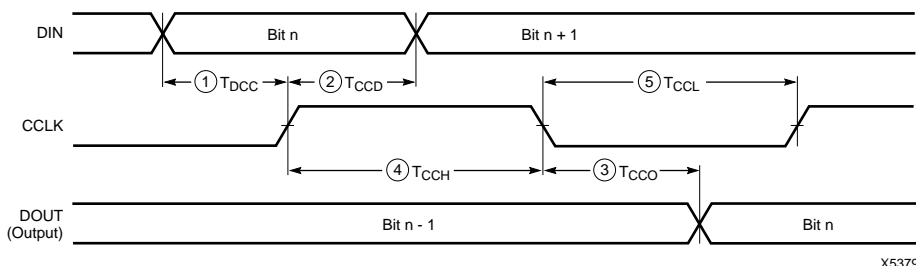 DIN
Bit n
Bit n + 1
① TDCC
② TCCD
⑤ TCCL
CCLK
④ TCCH
③ TCCO
DOUT
(Output)
Bit n - 1
Bit n
X5379